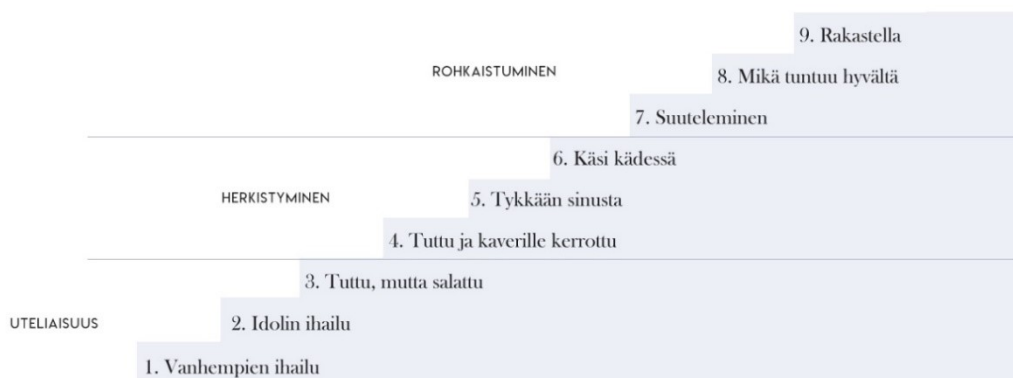 9. Rakastella
ROHKAISTUMINEN
8. Mikä tuntuu hyvältä
7. Suuteleminen
6. Käsi kädessä
HERKISTYMINEN
5. Tykkään sinusta
4. Tuttu ja kaverille kerrottu
3. Tuttu, mutta salattu
UTELIAISUUS
2. Idolin ihailu
1. Vanhempien ihailu